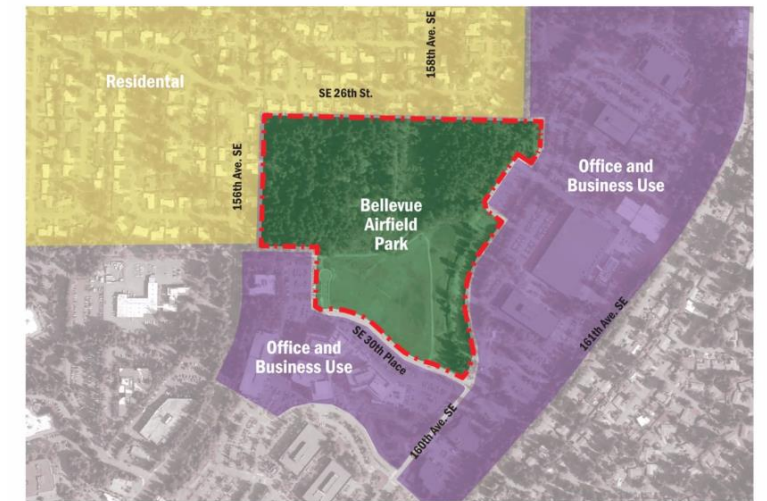 158th Ave. SE
Residential
SE 26th St.
156th Ave. SE
Office and
Business Use
Bellevue
Airfield
Park
161th Ave. SE
SE 30th Place
Office and
Business Use
160th Ave. SE